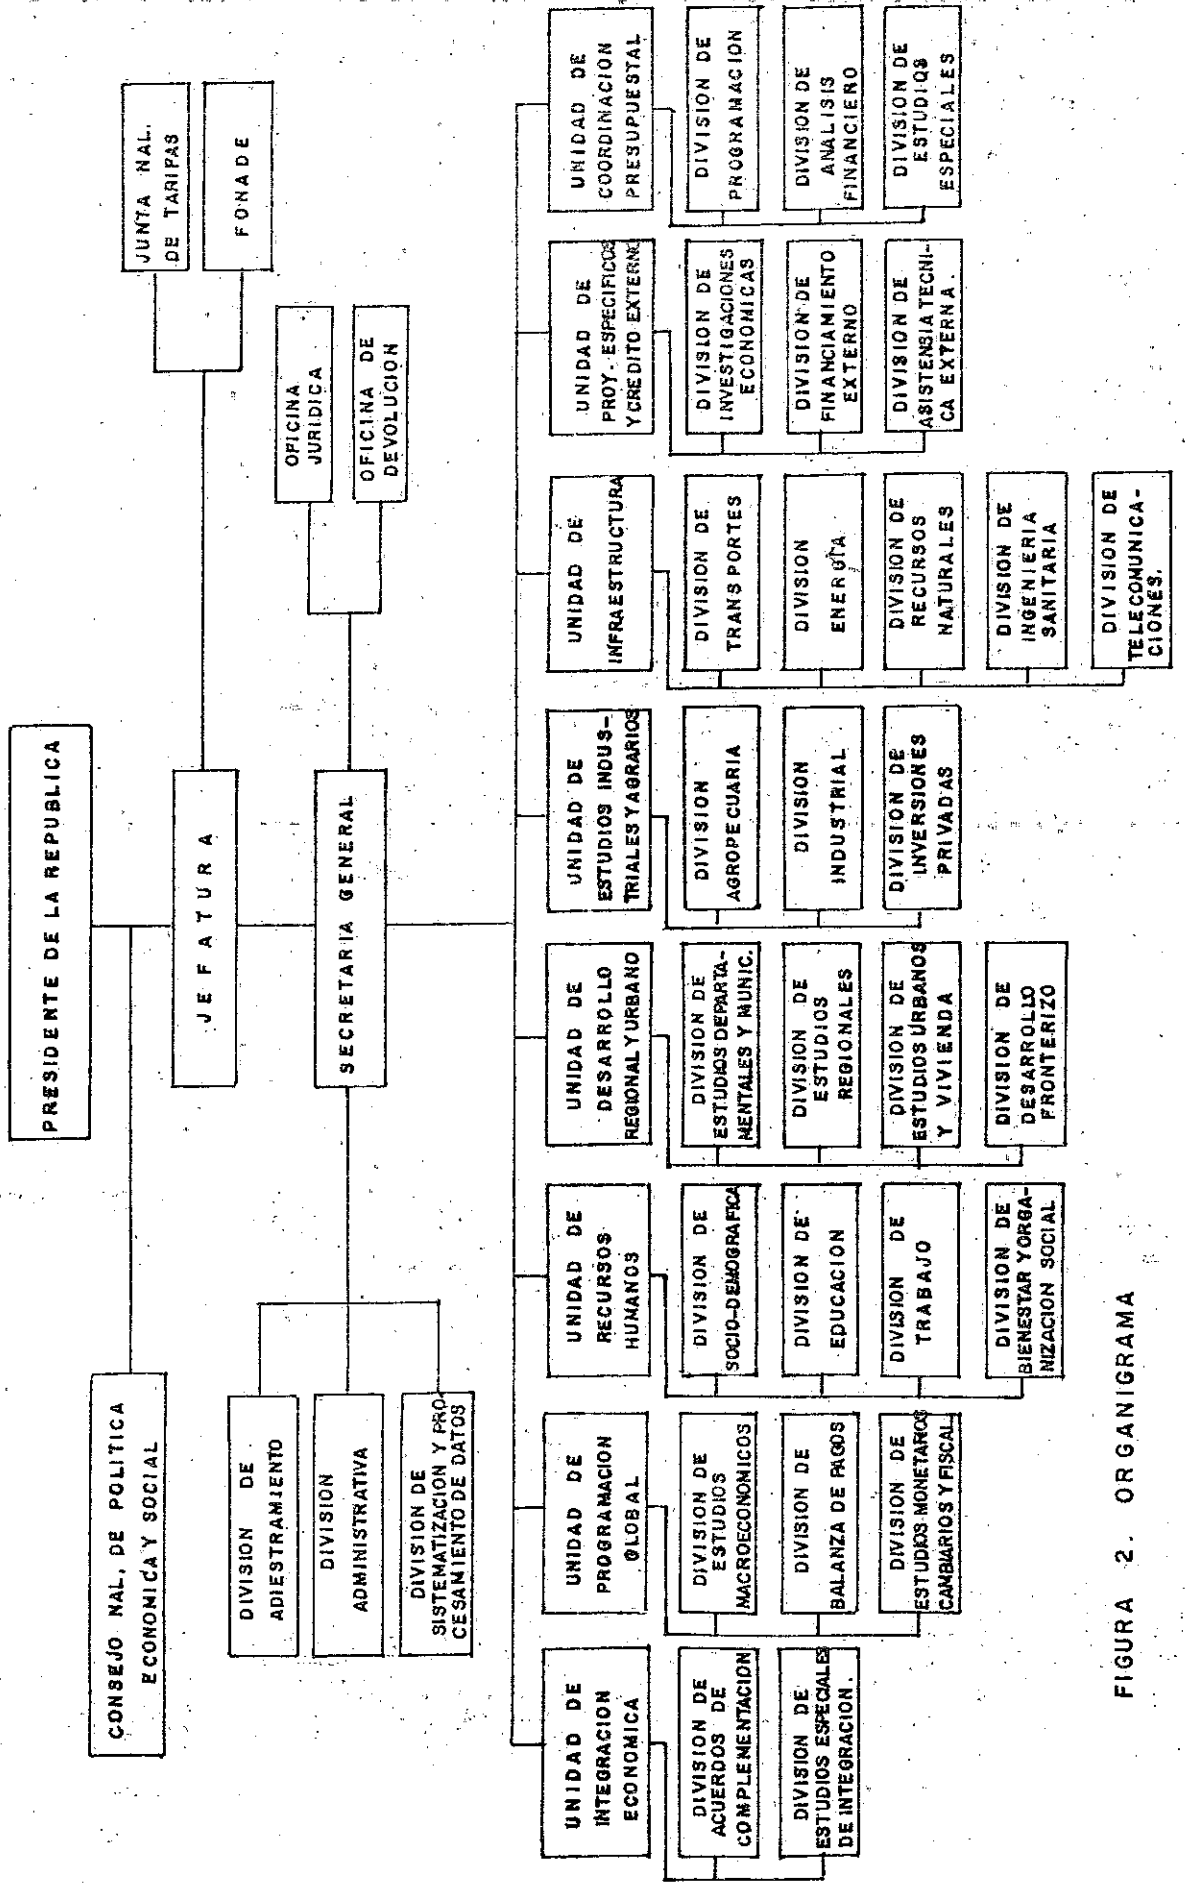 PRESIDENTE DE LA REPUBLICA
CONSEJO NAL. DE POLITICA
ECONOMICA Y SOCIAL
JEFATURA
JUNTA NAL.
DE TARIFAS
FONADE
SECRETARIA GENERAL
DIVISION DE
ADIESTRAMIENTO
DIVISION
ADMINISTRATIVA
DIVISION DE
SISTEMATIZACION Y PRO-
CESAMIENTO DE DATOS
OFICINA
JURIDICA
OFICINA DE
DEVOLUCION
UNIDAD DE
INTEGRACION
ECONOMICA
DIVISION DE
ACUERDOS DE
COMPLEMENTACION
DIVISION DE
ESTUDIOS ESPECIALES
DE INTEGRACION.
UNIDAD DE
PROGRAMACION
GLOBAL
DIVISION DE
ESTUDIOS
MACROECONOMICOS
DIVISION DE
BALANZA DE PAGOS
DIVISION DE
ESTUDIOS MONETARIOS
CAMBIARIOS Y FISCAL
UNIDAD DE
RECURSOS
HUMANOS
DIVISION DE
SOCIO-DEMOGRAFICA
DIVISION DE
EDUCACION
DIVISION DE
TRABAJO
DIVISION DE
BIENESTAR Y ORGA-
NIZACION SOCIAL
UNIDAD DE
DESARROLLO
REGIONAL Y URBANO
DIVISION DE
ESTUDIOS DEPARTA-
MENTALES Y MUNIC.
DIVISION DE
ESTUDIOS
REGIONALES
DIVISION DE
ESTUDIOS URBANOS
Y VIVIENDA
DIVISION DE
DESARROLLO
FRONTERIZO
UNIDAD DE
ESTUDIOS INDUS-
TRIALES Y AGRARIOS
DIVISION
AGROPECUARIA
DIVISION
INDUSTRIAL
DIVISION DE
INVERSIONES
PRIVADAS
UNIDAD DE
INFRAESTRUCTURA
DIVISION DE
TRANSPORTES
DIVISION
ENERGIA
DIVISION DE
RECURSOS
NATURALES
DIVISION DE
INGENIERIA
SANITARIA
DIVISION DE
TELECOMUNICA-
CIONES.
UNIDAD DE
PROY. ESPECIFICOS
Y CREDITO EXTERNO
DIVISION DE
INVESTIGACIONES
ECONOMICAS
DIVISION DE
FINANCIAMIENTO
EXTERNO
DIVISION DE
ASISTENSIA TECNI-
CA EXTERNA.
UNIDAD DE
COORDINACION
PRESUPUESTAL
DIVISION DE
PROGRAMACION
DIVISION DE
ANALISIS
FINANCIERO
DIVISION DE
ESTUDIOS
ESPECIALES
FIGURA 2. ORGANIGRAMA